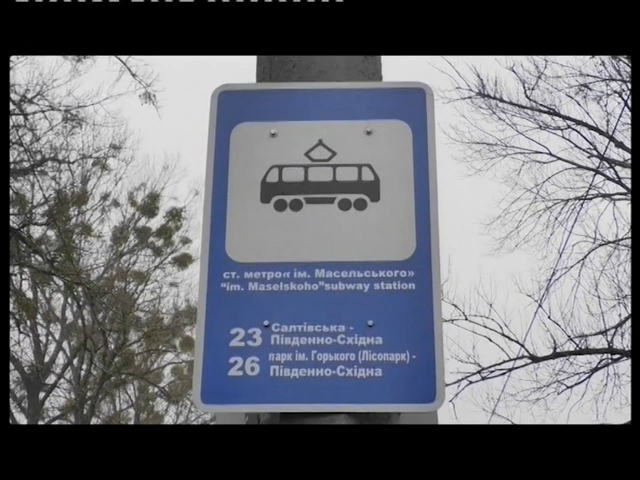 ст. метро« ім. Масельського»
“im. Maselskoho”subway station
23 Салтівська -
Південно-Східна
26 парк ім. Горького (Лісопарк) -
Південно-Східна